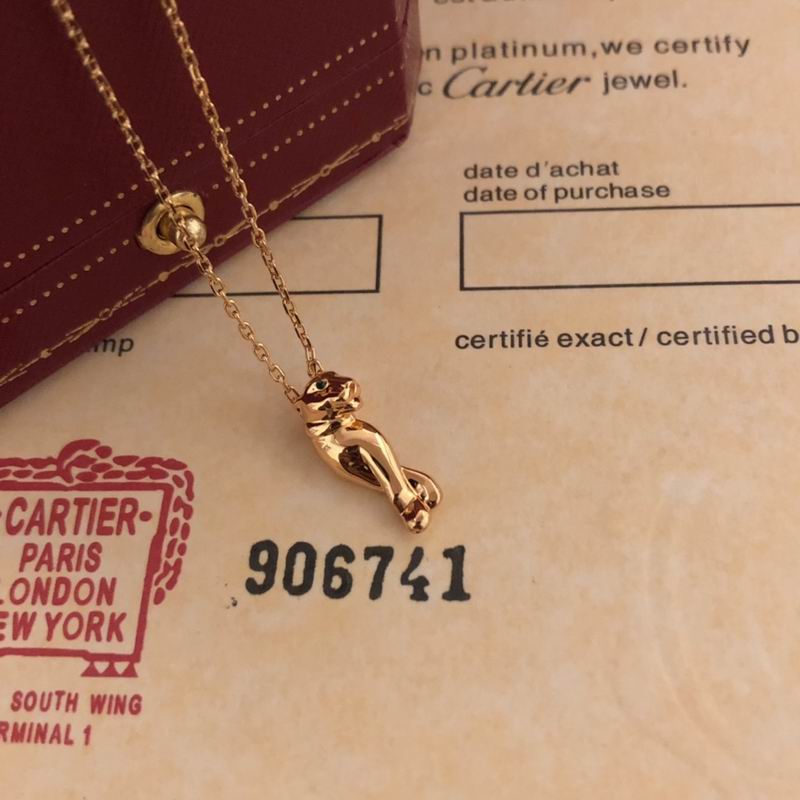 n platinum,we certify
c Cartier jewel.
date d'achat
date of purchase
certifié exact / certified b
mp
-CARTIER-
PARIS
LONDON
EW YORK
906741
SOUTH WING
RMINAL 1